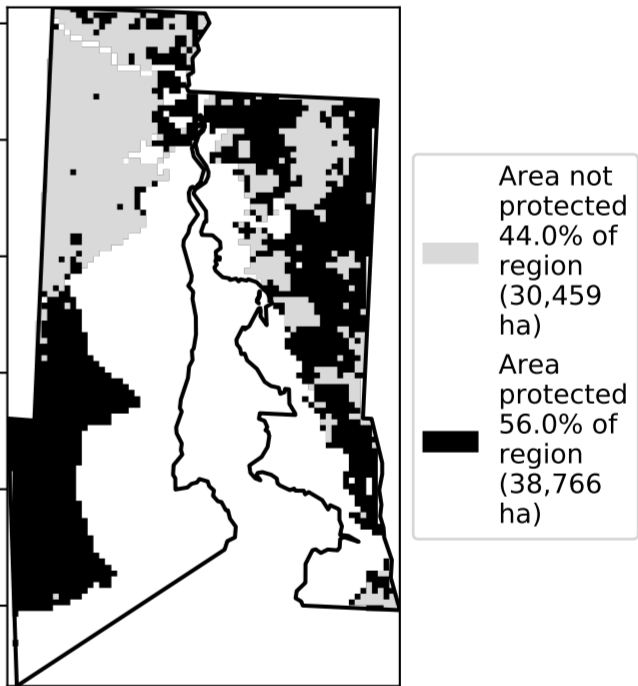 Area not
protected
44.0% of
region
(30,459
ha)
Area
protected
56.0% of
region
(38,766
ha)